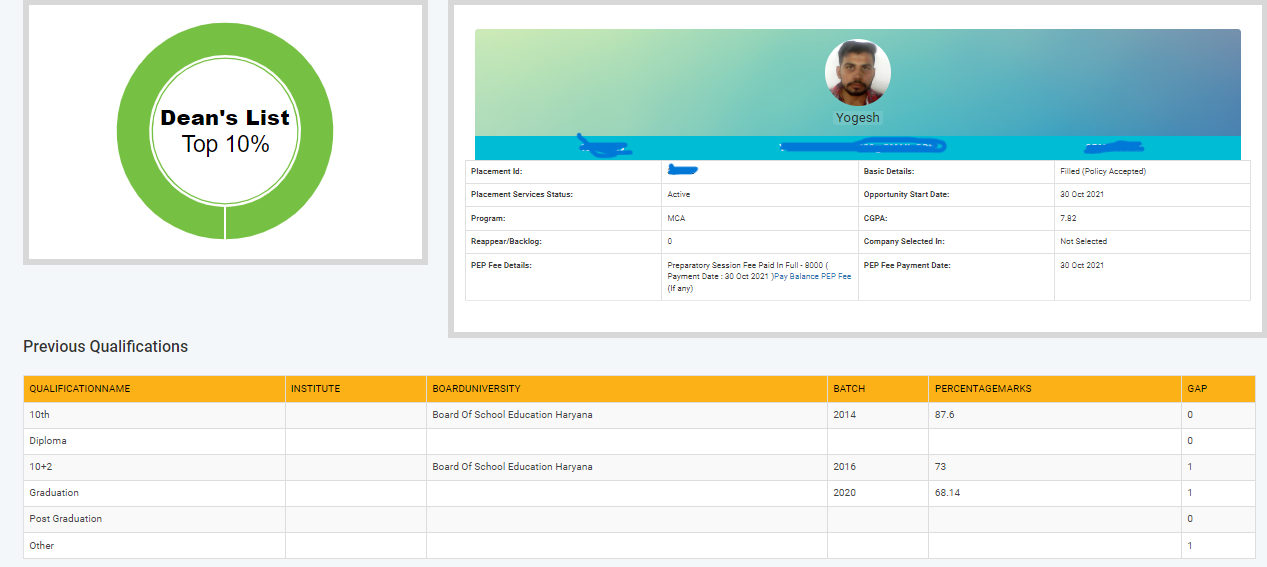 Dean's List
Top 10%
Yogesh
Placement Id:
Basic Details: Filled (Policy Accepted)
Placement Services Status: Active Opportunity Start Date: 30 Oct 2021
Program: MCA CGPA: 7.82
Reappear/Backlog: 0 Company Selected In: Not Selected
PEP Fee Details: Preparatory Session Fee Paid In Full - 8000 ( PEP Fee Payment Date: 30 Oct 2021
Payment Date : 30 Oct 2021 )Pay Balance PEP Fee
(If any)
Previous Qualifications
QUALIFICATIONNAME INSTITUTE BOARDUNIVERSITY BATCH PERCENTAGEMARKS GAP
10th Board Of School Education Haryana 2014 87.6 0
Diploma 0
10+2 Board Of School Education Haryana 2016 73 1
Graduation 2020 68.14 1
Post Graduation 0
Other 1